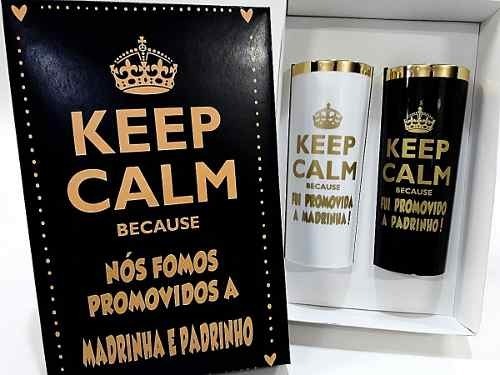 KEEP
CALM
BECAUSE
NÓS FOMOS
PROMOVIDOS A
MADRINHA E PADRINHO
KEEP
CALM
BECAUSE
FUI PROMOVIDA
A MADRINHA!
KEEP
CALM
BECAUSE
FUI PROMOVIDO
A PADRINHO!